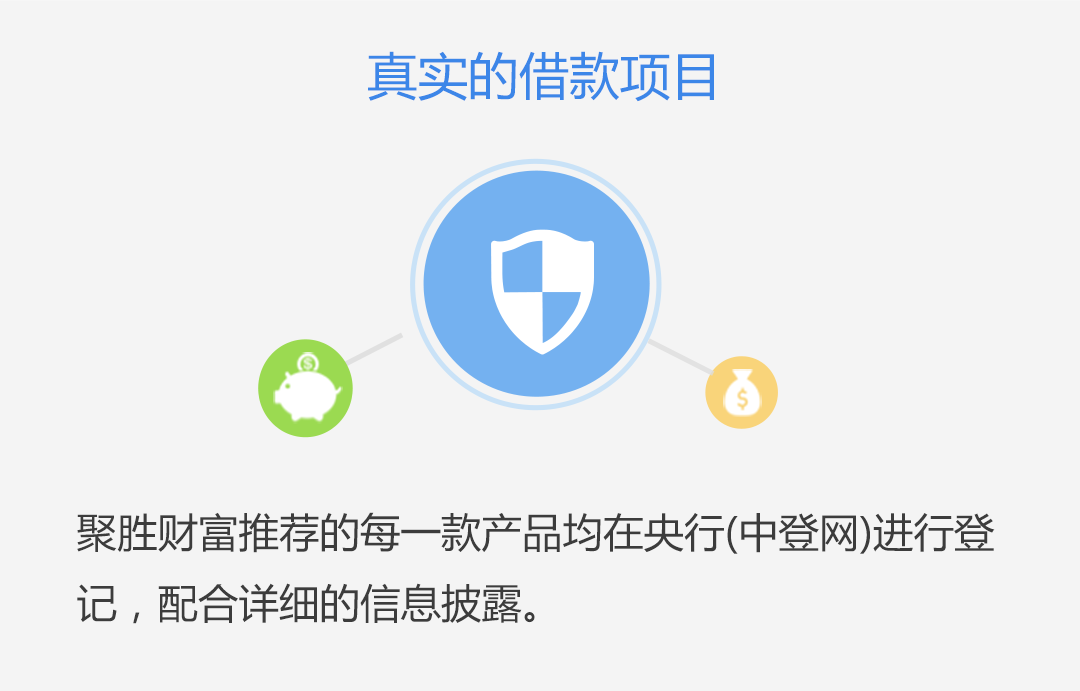 真实的借款项目
聚胜财富推荐的每一款产品均在央行(中登网)进行登
记，配合详细的信息披露。